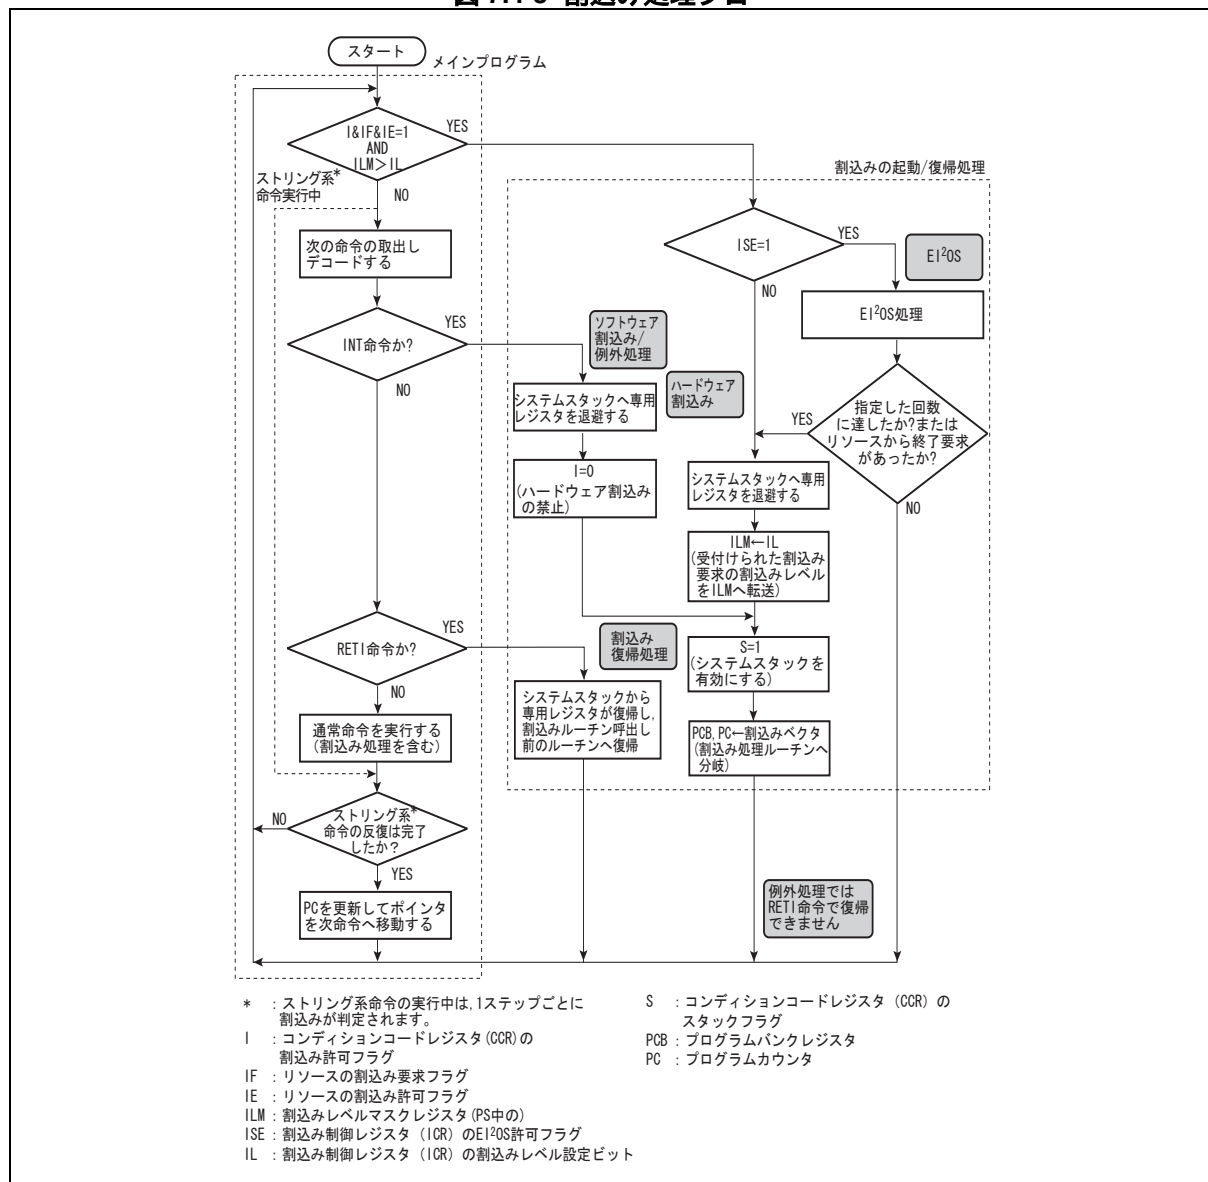 スタート
メインプログラム
I&IF&IE=1
AND
ILM>IL
YES
NO
ストリング系*
命令実行中
次の命令の取出し
デコードする
INT命令か?
YES
NO
RETI命令か?
YES
NO
通常命令を実行する
(割込み処理を含む)
ストリング系*
命令の反復は完了
したか?
NO
YES
PCを更新してポインタ
を次命令へ移動する
割込みの起動/復帰処理
ISE=1
YES
NO
EI²OS
EI²OS処理
指定した回数
に達したか?または
リソースから終了要求
があったか?
YES
NO
ソフトウェア
割込み/
例外処理
システムスタックへ専用
レジスタを退避する
I=0
(ハードウェア割込み
の禁止)
ハードウェア
割込み
システムスタックへ専用
レジスタを退避する
ILM←IL
(受付けられた割込み
要求の割込みレベル
をILMへ転送)
S=1
(システムスタックを
有効にする)
PCB,PC←割込みベクタ
(割込み処理ルーチンへ
分岐)
割込み
復帰処理
システムスタックから
専用レジスタが復帰し,
割込みルーチン呼出し
前のルーチンへ復帰
例外処理では
RETI命令で復帰
できません
* :ストリング系命令の実行中は,1ステップごとに
割込みが判定されます。
I :コンディションコードレジスタ(CCR)の
割込み許可フラグ
IF :リソースの割込み要求フラグ
IE :リソースの割込み許可フラグ
ILM:割込みレベルマスクレジスタ(PS中の)
ISE:割込み制御レジスタ(ICR)のEI²OS許可フラグ
IL :割込み制御レジスタ(ICR)の割込みレベル設定ビット
S :コンディションコードレジスタ(CCR)の
スタックフラグ
PCB:プログラムバンクレジスタ
PC :プログラムカウンタ